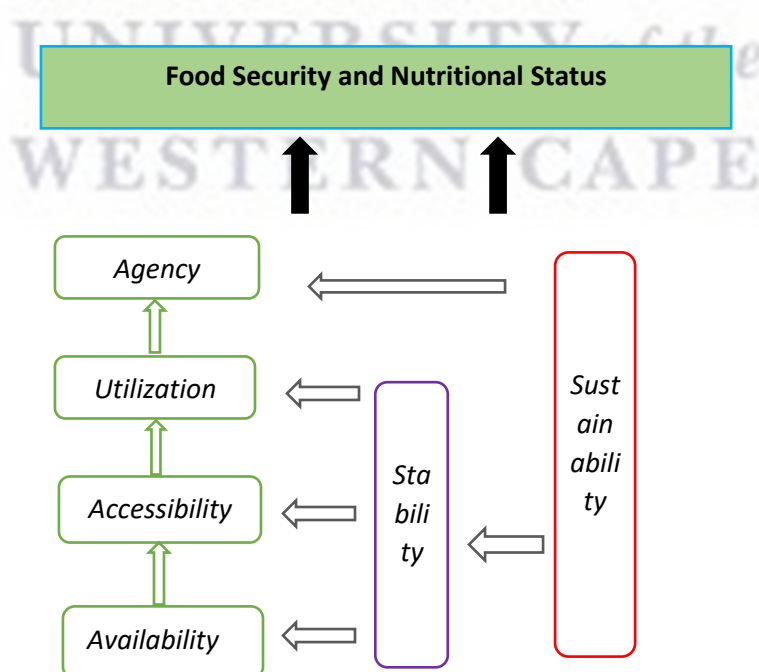 UNIVERSITY of the
Food Security and Nutritional Status
WESTERN CAPE
Agency
Utilization
Accessibility
Availability
Sta
bili
ty
Sust
ain
abili
ty